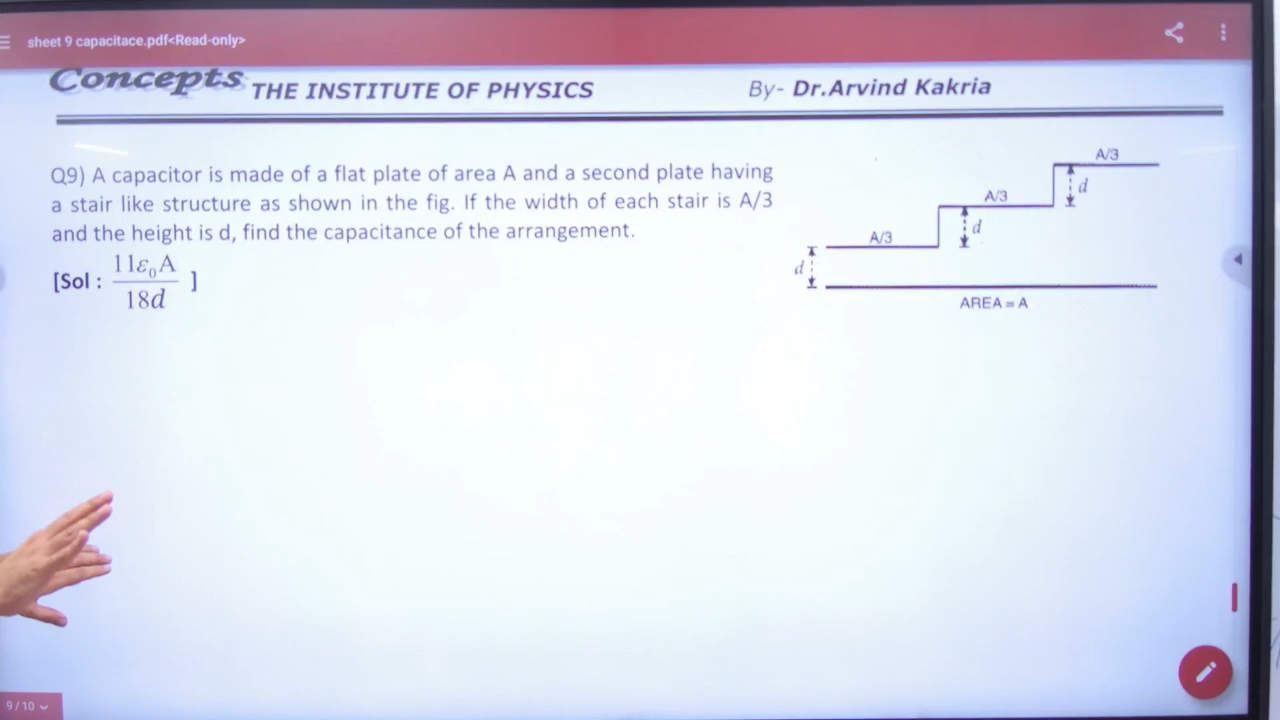 sheet 9 capacitace.pdf<Read-only>
Concepts THE INSTITUTE OF PHYSICS By- Dr.Arvind Kakria
Q9) A capacitor is made of a flat plate of area A and a second plate having
a stair like structure as shown in the fig. If the width of each stair is A/3
and the height is d, find the capacitance of the arrangement.
[Sol : 11ε₀A / 18d ]
A/3
d
A/3
d
A/3
d
AREA = A
9/10